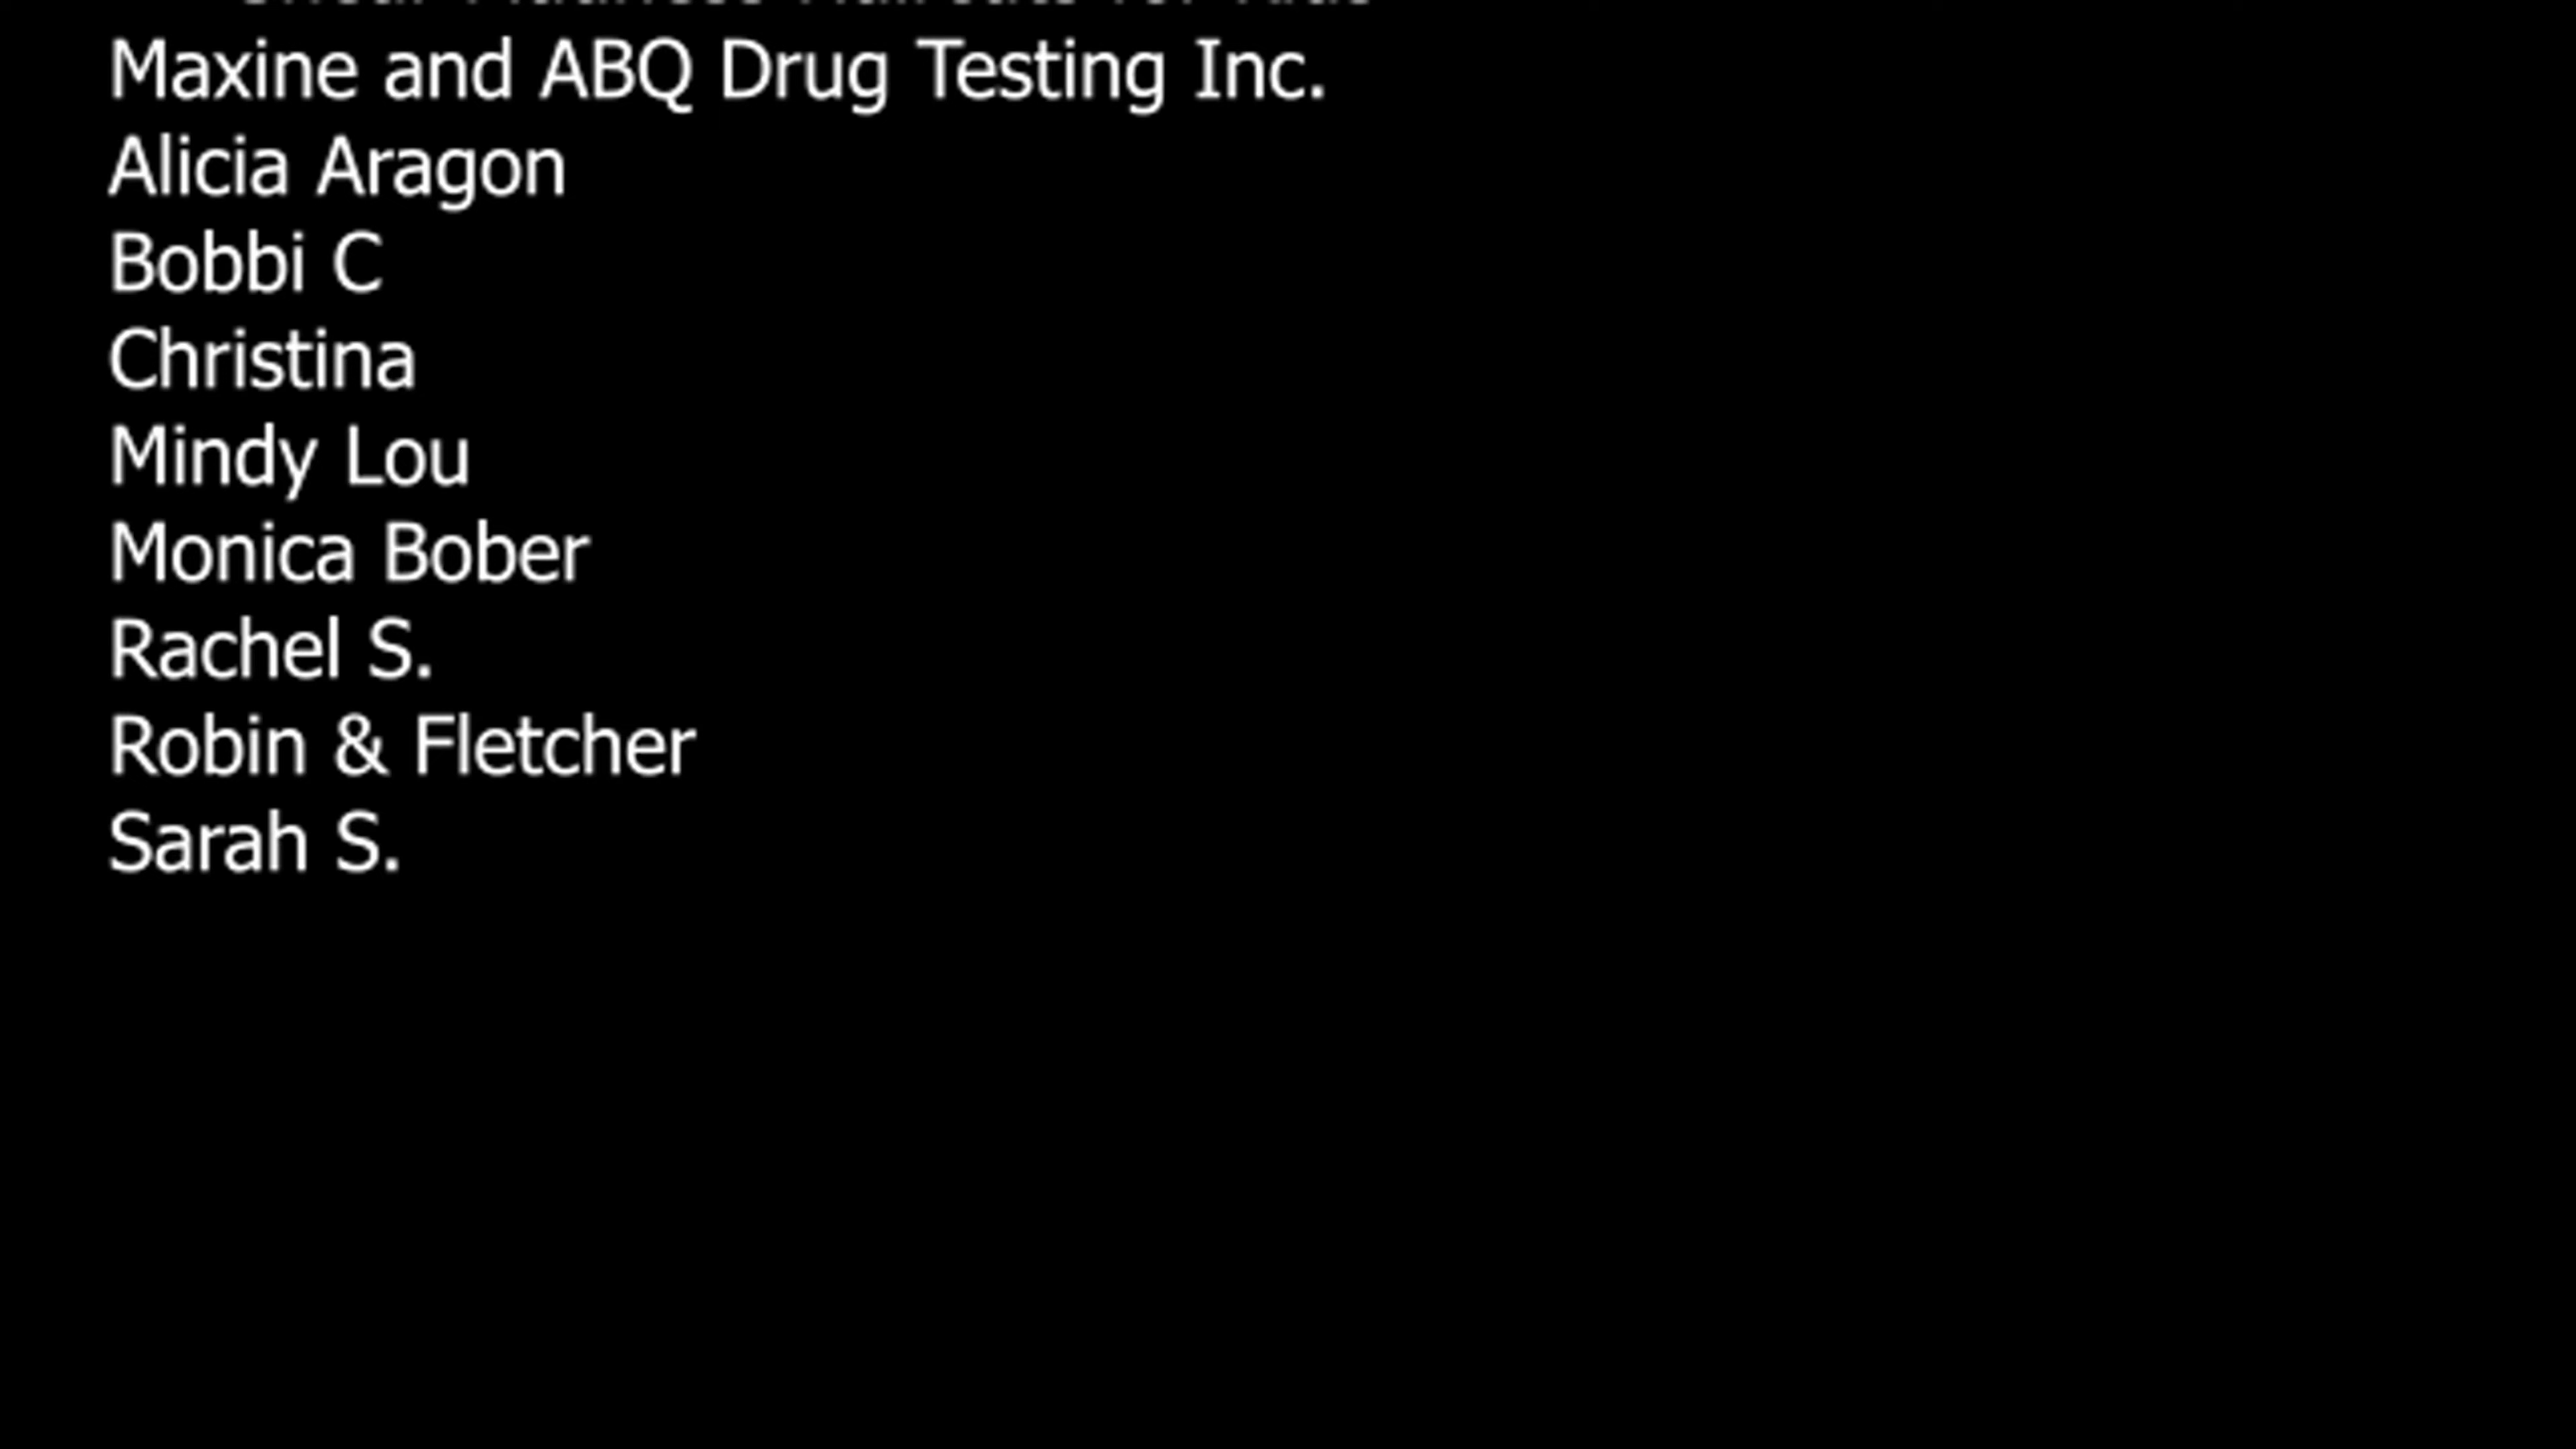 Maxine and ABQ Drug Testing Inc.
Alicia Aragon
Bobbi C
Christina
Mindy Lou
Monica Bober
Rachel S.
Robin & Fletcher
Sarah S.